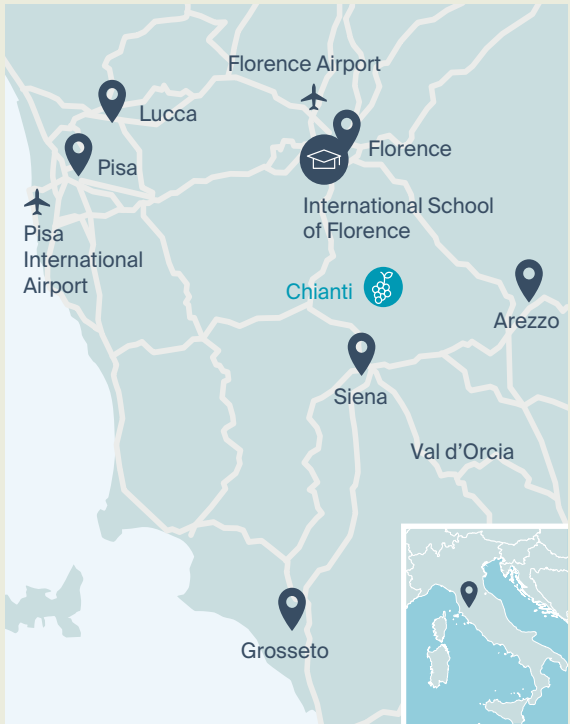 Florence Airport
Lucca
Florence
Pisa
International School
of Florence
Pisa
International
Airport
Chianti
Arezzo
Siena
Val d’Orcia
Grosseto